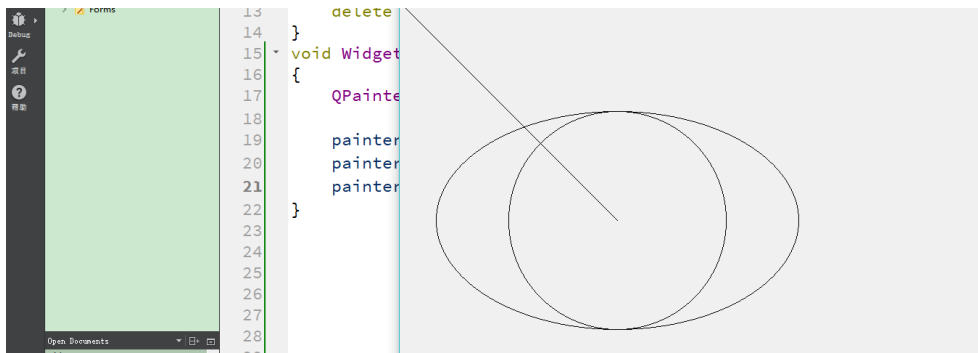 Debug
项目
帮助
Forms
13 delete
14 }
15 void Widget
16 {
17 QPainte
18
19 painter
20 painter
21 painter
22 }
23
24
25
26
27
28
Open Documents